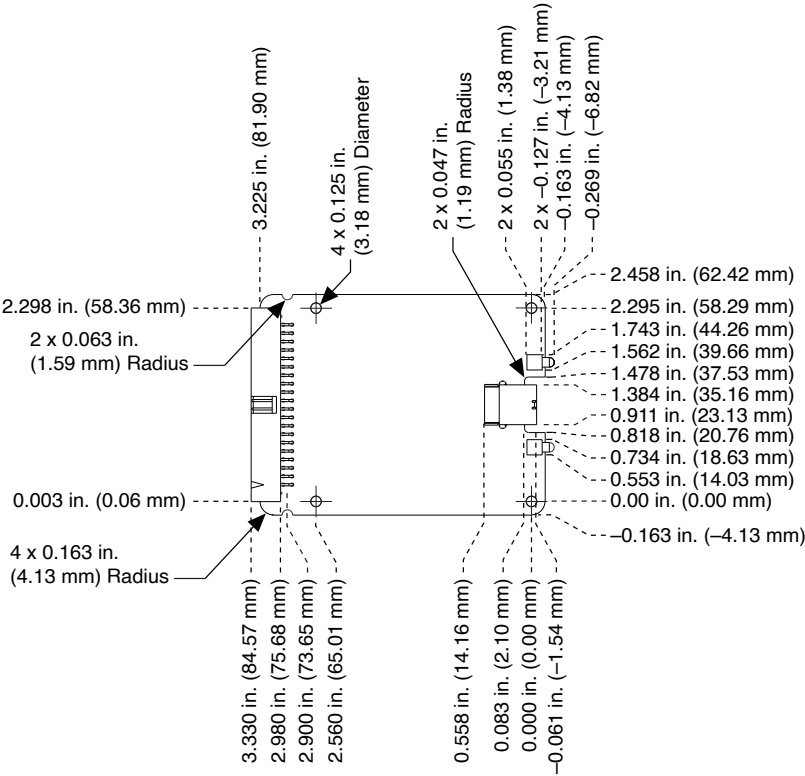 3.225 in. (81.90 mm)
4 x 0.125 in.
(3.18 mm) Diameter
2 x 0.047 in.
(1.19 mm) Radius
2 x 0.055 in. (1.38 mm)
2 x –0.127 in. (–3.21 mm)
–0.163 in. (–4.13 mm)
–0.269 in. (–6.82 mm)
2.298 in. (58.36 mm)
2 x 0.063 in.
(1.59 mm) Radius
0.003 in. (0.06 mm)
4 x 0.163 in.
(4.13 mm) Radius
2.458 in. (62.42 mm)
2.295 in. (58.29 mm)
1.743 in. (44.26 mm)
1.562 in. (39.66 mm)
1.478 in. (37.53 mm)
1.384 in. (35.16 mm)
0.911 in. (23.13 mm)
0.818 in. (20.76 mm)
0.734 in. (18.63 mm)
0.553 in. (14.03 mm)
0.00 in. (0.00 mm)
–0.163 in. (–4.13 mm)
3.330 in. (84.57 mm)
2.980 in. (75.68 mm)
2.900 in. (73.65 mm)
2.560 in. (65.01 mm)
0.558 in. (14.16 mm)
0.083 in. (2.10 mm)
0.000 in. (0.00 mm)
–0.061 in. (–1.54 mm)